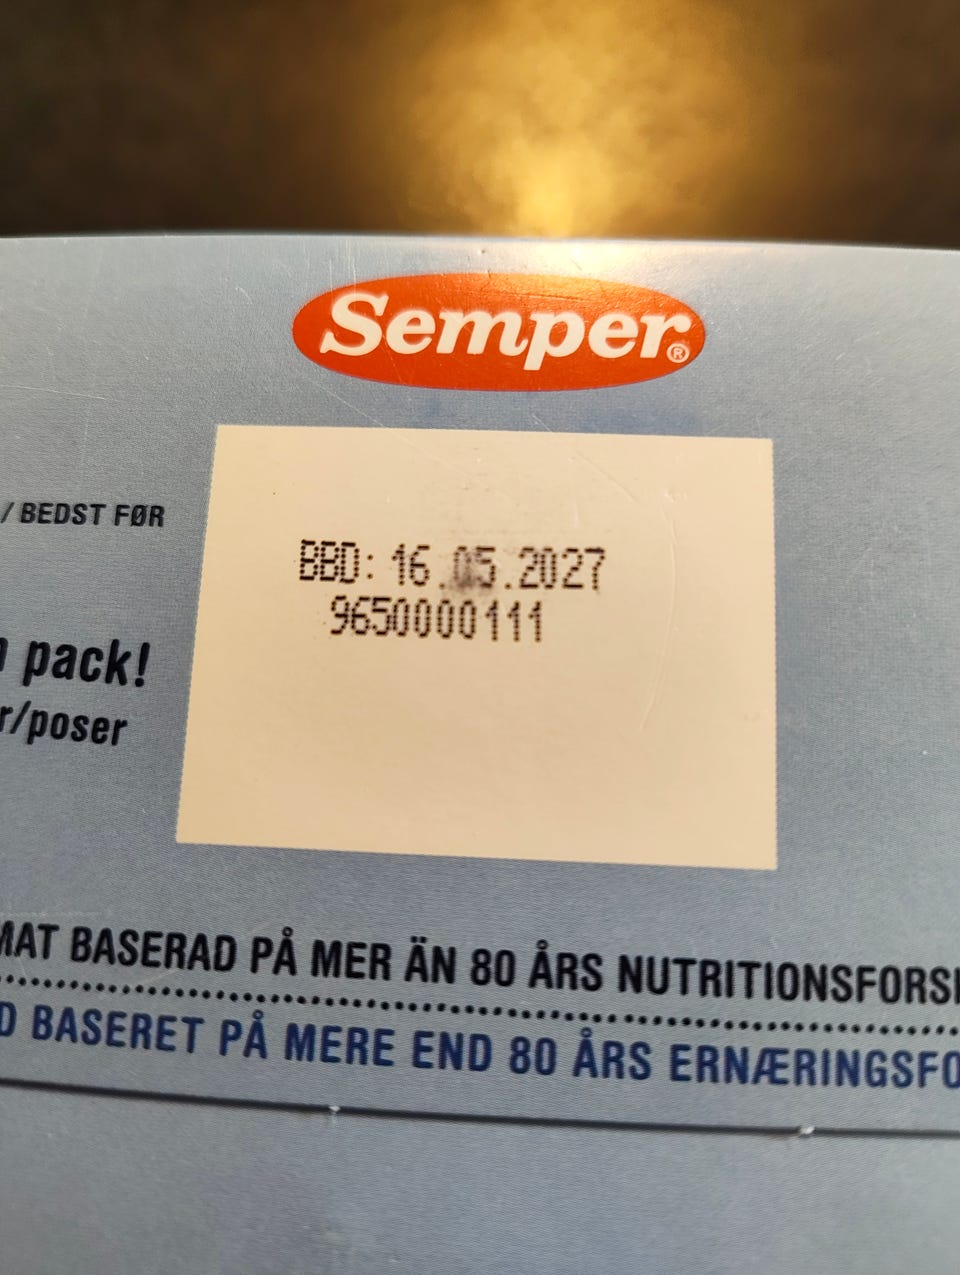 Semper®
/ BEDST FØR
BBD: 16.05.2027
9650000111
pack!
r/poser
MAT BASERAD PÅ MER ÄN 80 ÅRS NUTRITIONSFORS
D BASERET PÅ MERE END 80 ÅRS ERNÆRINGSFO